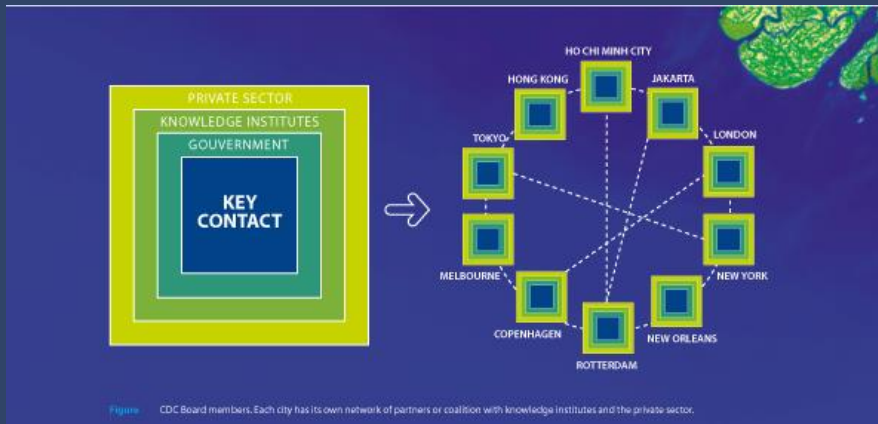 PRIVATE SECTOR
KNOWLEDGE INSTITUTES
GOUVERNMENT
KEY
CONTACT
HO CHI MINH CITY
HONG KONG
JAKARTA
TOKYO
LONDON
MELBOURNE
NEW YORK
COPENHAGEN
NEW ORLEANS
ROTTERDAM
Figure CDC Board members. Each city has its own network of partners or coalition with knowledge institutes and the private sector.